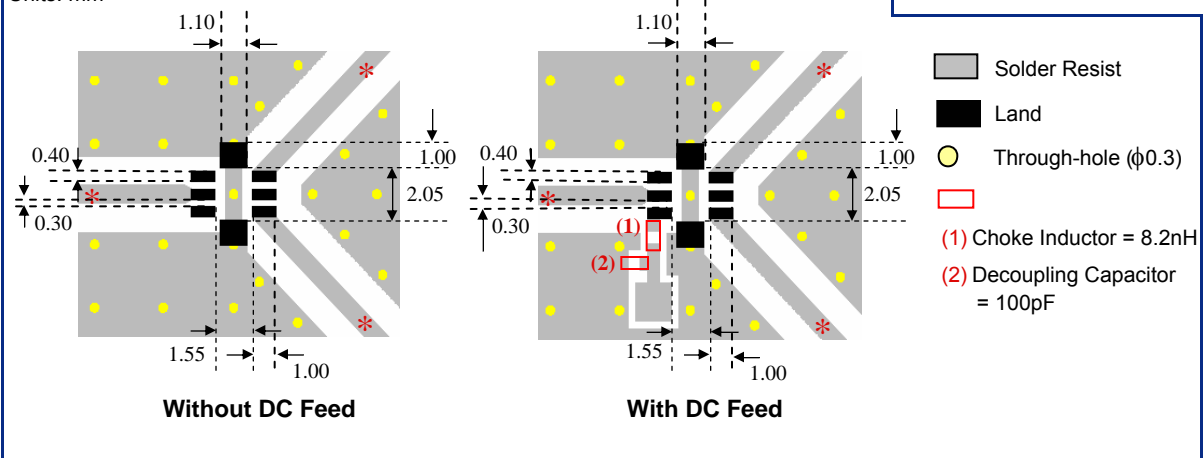 Units: mm
1.10
1.10
0.40
0.30
1.00
2.05
1.55
1.00
*
*
*
Without DC Feed
0.40
0.30
1.00
2.05
(1)
(2)
1.55
1.00
*
*
*
With DC Feed
Solder Resist
Land
Through-hole (ϕ0.3)
(1) Choke Inductor = 8.2nH
(2) Decoupling Capacitor
= 100pF